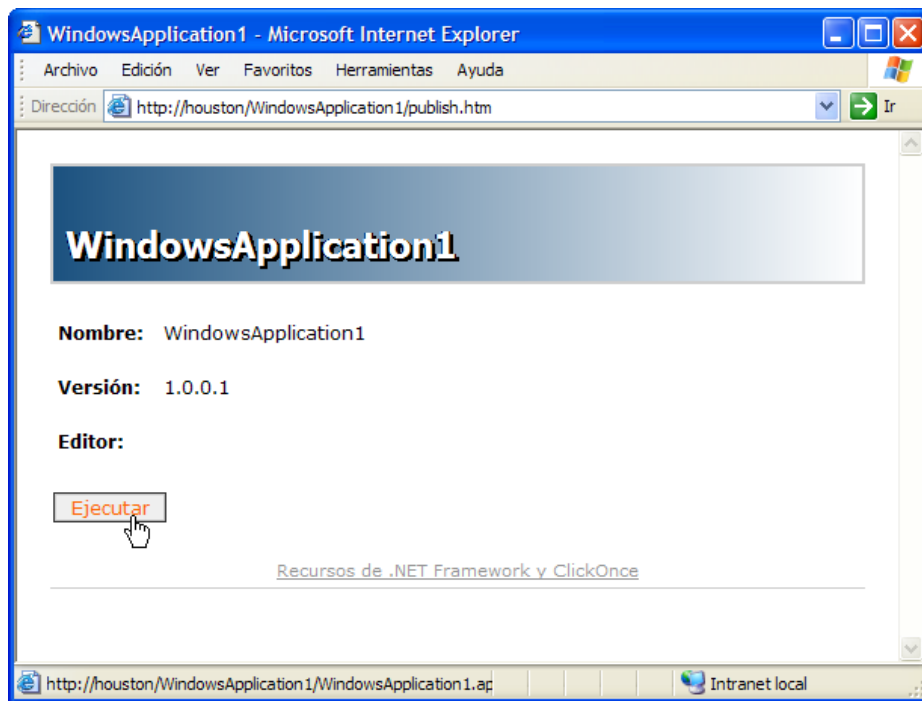 WindowsApplication1 - Microsoft Internet Explorer
Archivo Edición Ver Favoritos Herramientas Ayuda
Dirección http://houston/WindowsApplication1/publish.htm Ir
WindowsApplication1
Nombre: WindowsApplication1
Versión: 1.0.0.1
Editor:
Ejecutar
Recursos de .NET Framework y ClickOnce
http://houston/WindowsApplication1/WindowsApplication1.ap Intranet local